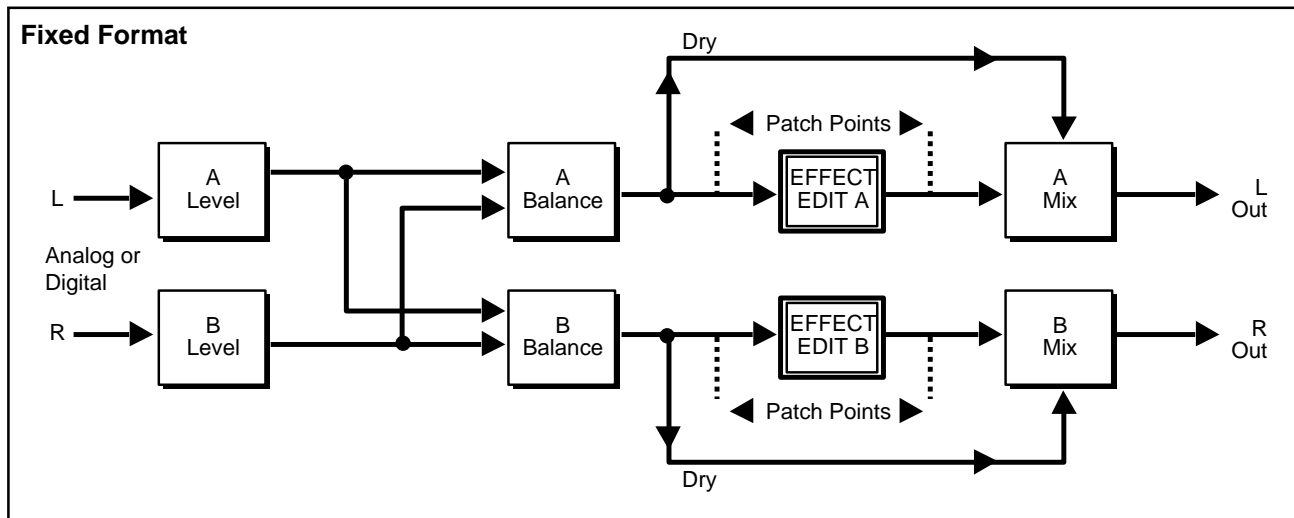 Fixed Format
Dry
Patch Points
L
A
Level
A
Balance
EFFECT
EDIT A
A
Mix
L
Out
Analog or
Digital
R
B
Level
B
Balance
EFFECT
EDIT B
B
Mix
R
Out
Patch Points
Dry